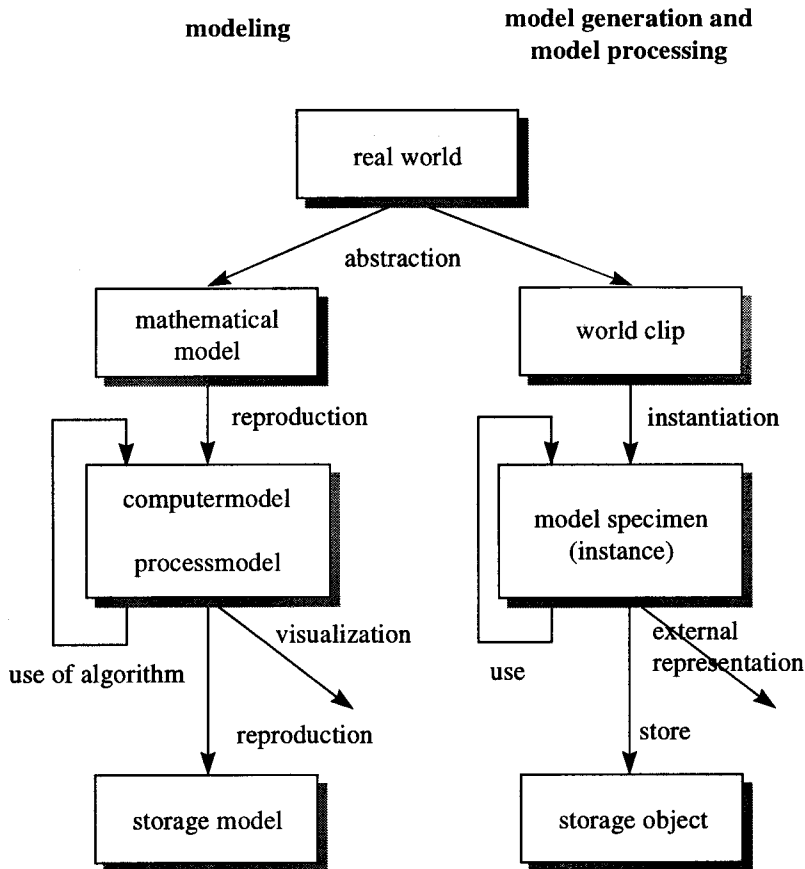 modeling
model generation and
model processing
real world
abstraction
mathematical
model
world clip
reproduction
instantiation
computermodel
processmodel
model specimen
(instance)
visualization
use of algorithm
external
representation
use
reproduction
store
storage model
storage object